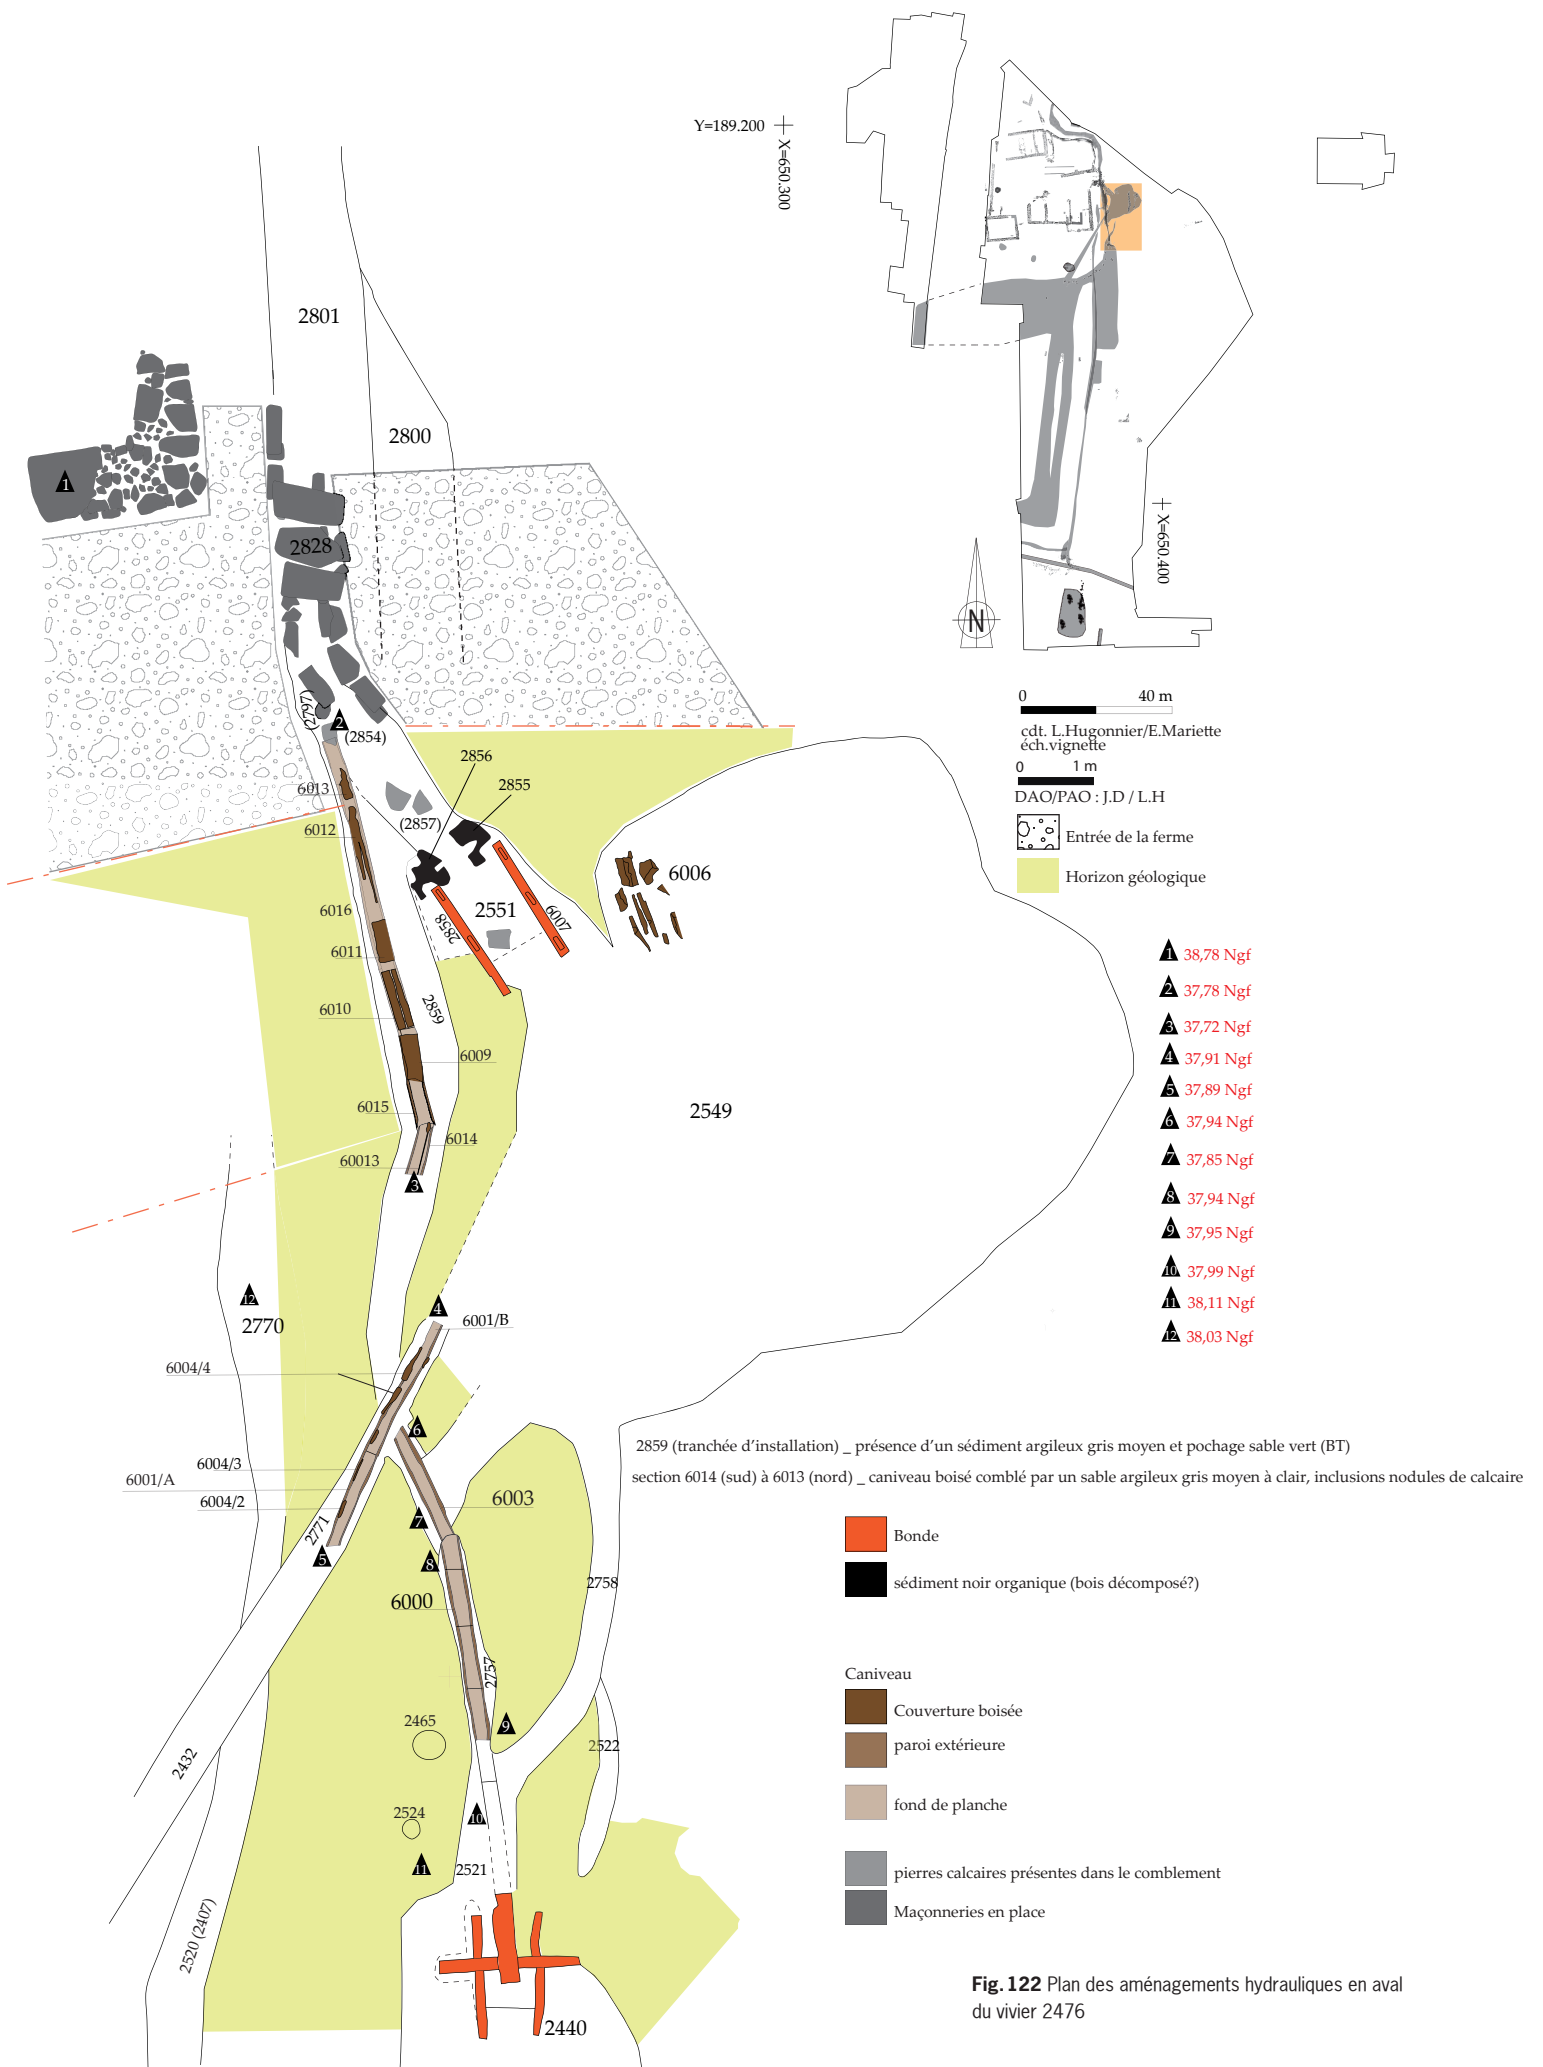 Y=189.200
X=650.300
2801
2800
1
2828
X=650.400
N
(2797)
2
(2854)
0 40 m
cdt. L.Hugonnier/E.Mariette
éch.vignette
0 1 m
DAO/PAO : J.D / L.H
Entrée de la ferme
Horizon géologique
2856
2855
6013
(2857)
6012
6006
6016
2551
2858
6007
6011
6010
2859
6009
6015
6014
60013
3
2549
1 38,78 Ngf
2 37,78 Ngf
3 37,72 Ngf
4 37,91 Ngf
5 37,89 Ngf
6 37,94 Ngf
7 37,85 Ngf
8 37,94 Ngf
9 37,95 Ngf
10 37,99 Ngf
11 38,11 Ngf
12 38,03 Ngf
12
2770
4
6001/B
6004/4
6
6004/3
6001/A
6004/2
2771
5
6003
7
8
6000
2758
2859 (tranchée d'installation) _ présence d'un sédiment argileux gris moyen et pochage sable vert (BT)
section 6014 (sud) à 6013 (nord) _ caniveau boisé comblé par un sable argileux gris moyen à clair, inclusions nodules de calcaire
Bonde
sédiment noir organique (bois décomposé?)
2757
2465
9
2432
2522
2524
10
11
2521
2520 (2407)
2440
Caniveau
Couverture boisée
paroi extérieure
fond de planche
pierres calcaires présentes dans le comblement
Maçonneries en place
Fig. 122 Plan des aménagements hydrauliques en aval
du vivier 2476